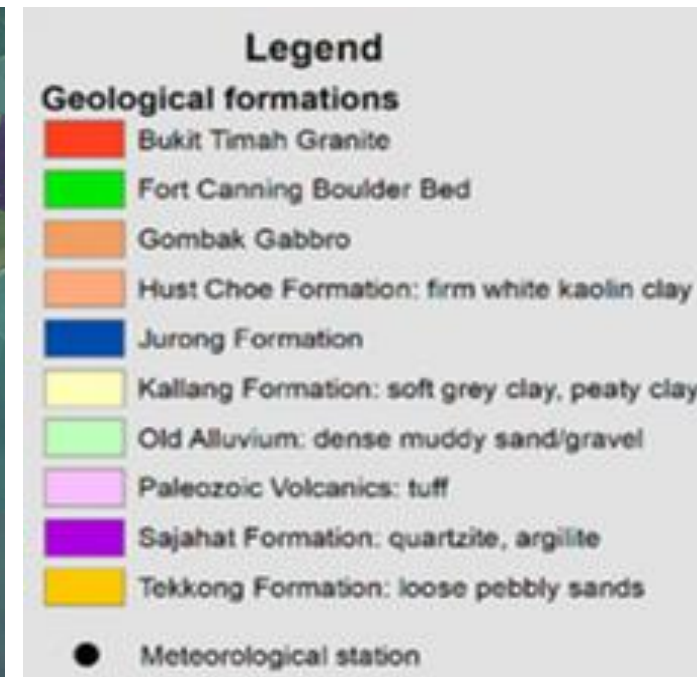 Legend
Geological formations
Bukit Timah Granite
Fort Canning Boulder Bed
Gombak Gabbro
Hust Choe Formation: firm white kaolin clay
Jurong Formation
Kallang Formation: soft grey clay, peaty clay
Old Alluvium: dense muddy sand/gravel
Paleozoic Volcanics: tuff
Sajahat Formation: quartzite, argilite
Tekkong Formation: loose pebbly sands
Meteorological station